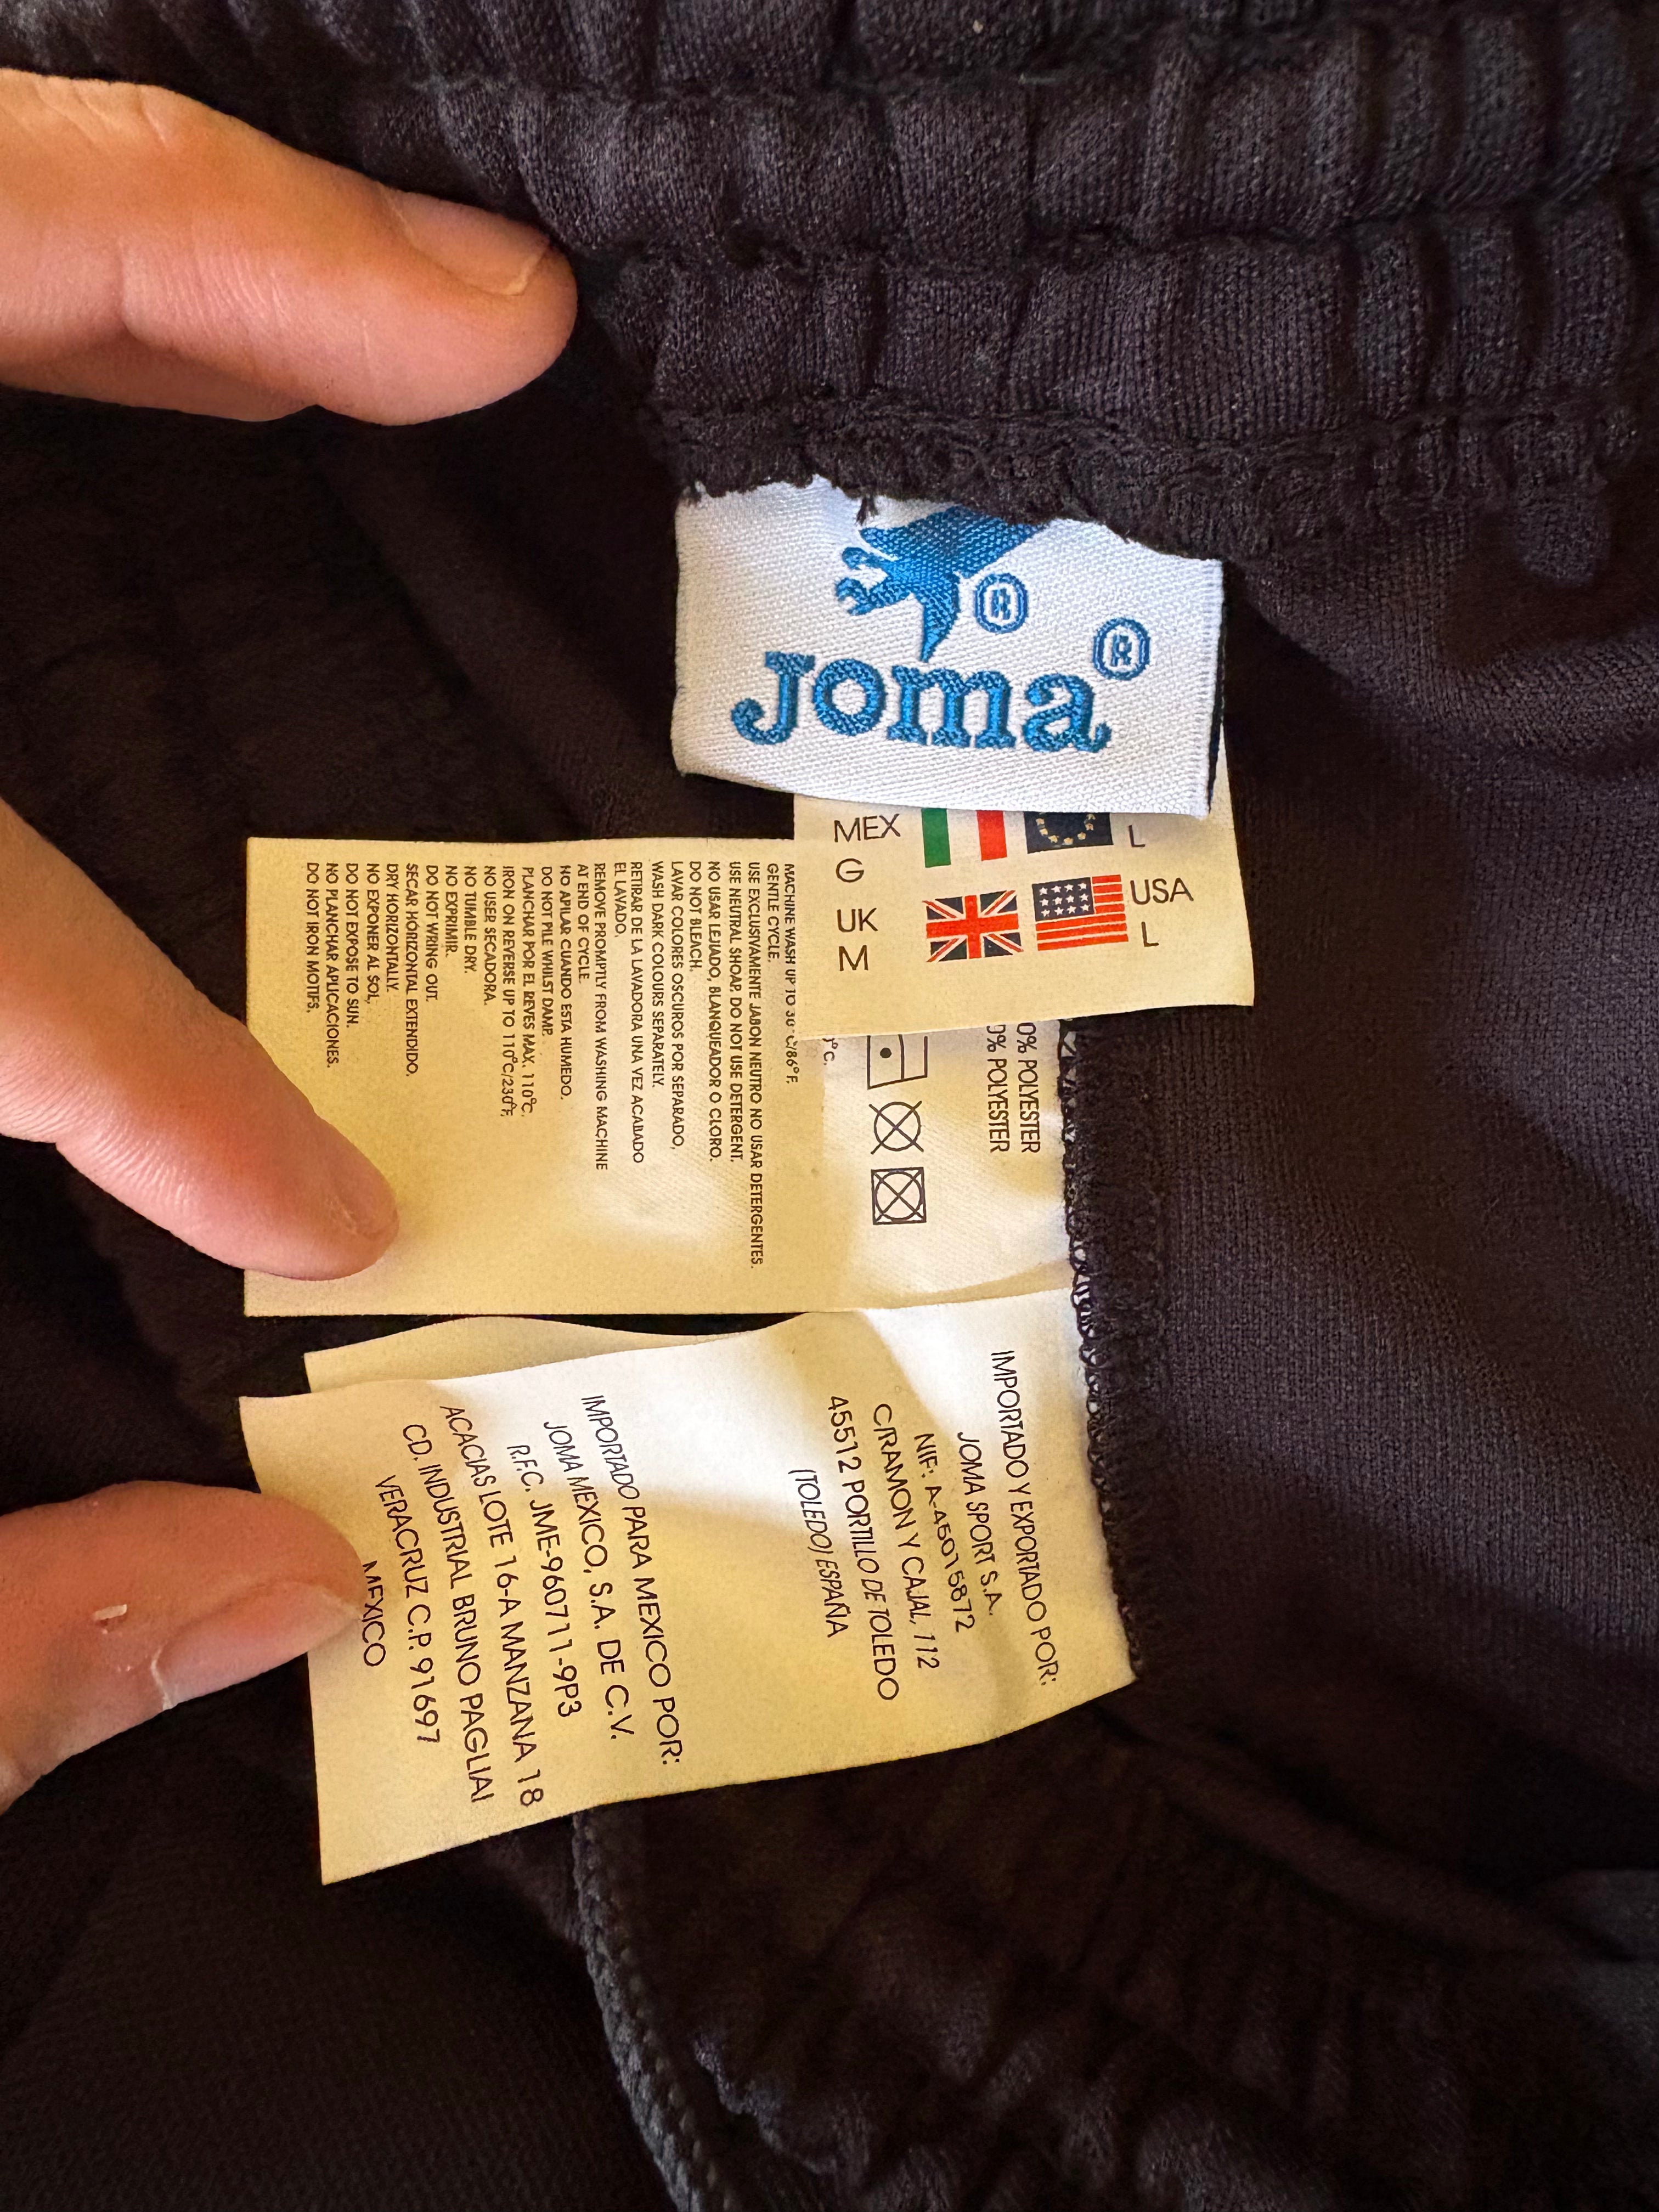 ®
JOMA®
MEX
G
UK
M
L
USA
L
0% POLYESTER
0% POLYESTER
°C.
MACHINE WASH UP TO 30°C/86°F.
GENTLE CYCLE.
USE EXCLUSIVAMENTE JABON NEUTRO NO USAR DETERGENTES.
USE NEUTRAL SHOAP. DO NOT USE DETERGENT.
NO USAR LEJIADO, BLANQUEADOR O CLORO.
DO NOT BLEACH.
LAVAR COLORES OSCUROS POR SEPARADO,
WASH DARK COLOURS SEPARATELY.
RETIRAR DE LA LAVADORA UNA VEZ ACABADO
EL LAVADO,
REMOVE PROMPTLY FROM WASHING MACHINE
AT END OF CYCLE.
NO APILAR CUANDO ESTA HUMEDO.
DO NOT PILE WHILST DAMP.
PLANCHAR POR EL REVES MAX. 110°C.
IRON ON REVERSE UP TO 110°C/230°F,
NO USER SECADORA.
NO TUMBLE DRY.
NO EXPRIMIR.
DO NOT WRING OUT.
SECAR HORIZONTAL EXTENDIDO.
DRY HORIZONTALLY.
NO EXPONER AL SOL,
DO NOT EXPOSE TO SUN.
NO PLANCHAR APLICACIONES.
DO NOT IRON MOTIFS.
IMPORTADO Y EXPORTADO POR:
JOMA SPORT S.A.
NIF: A-45015872
C/RAMON Y CAJAL, 112
45512 PORTILLO DE TOLEDO
(TOLEDO) ESPAÑA
IMPORTADO PARA MEXICO POR:
JOMA MEXICO, S.A. DE C.V.
R.F.C. JME-960711-9P3
ACACIAS LOTE 16-A MANZANA 18
CD. INDUSTRIAL BRUNO PAGLIAI
VERACRUZ C.P. 91697
MEXICO